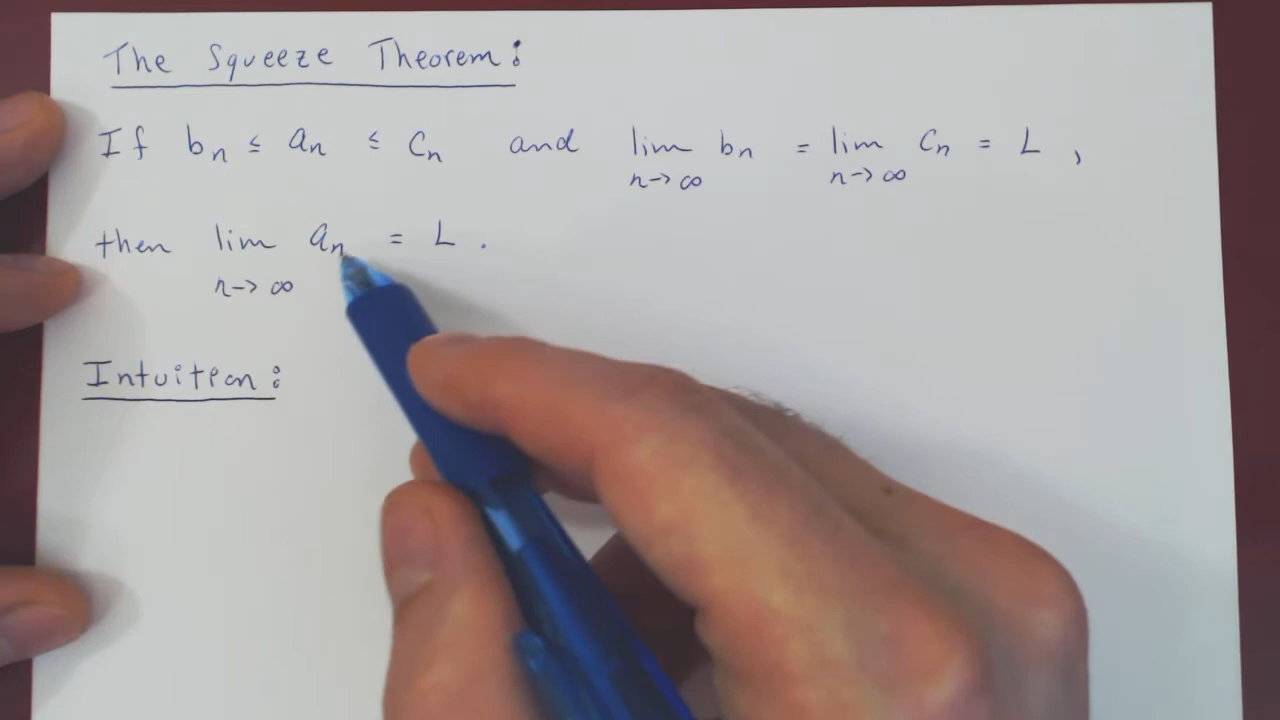 The Squeeze Theorem:
If bn ≤ an ≤ cn and lim bn = lim cn = L ,
n→∞ n→∞
then lim an = L .
n→∞
Intuition: